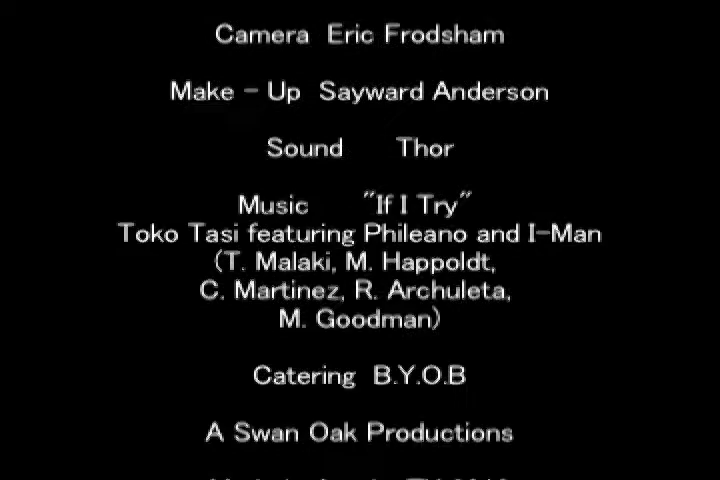 Camera Eric Frodsham
Make - Up Sayward Anderson
Sound Thor
Music "If I Try"
Toko Tasi featuring Phileano and I-Man
(T. Malaki, M. Happoldt,
C. Martinez, R. Archuleta,
M. Goodman)
Catering B.Y.O.B
A Swan Oak Productions